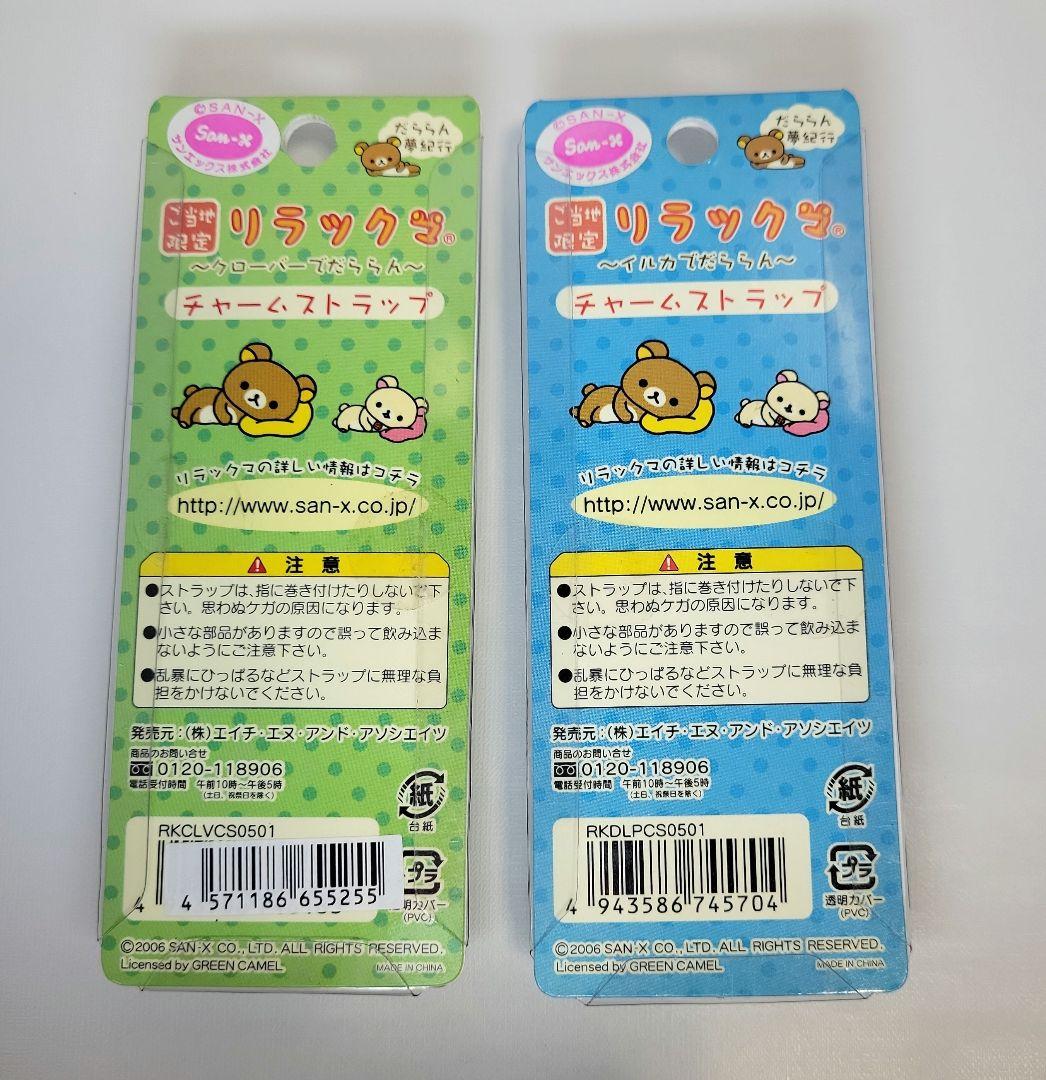 ©SAN-X
San-X
サンエックス株式会社
だららん
夢紀行
ご当地
限定
リラックマ®
～クローバーでだららん～
チャームストラップ
リラックマの詳しい情報はコチラ
http://www.san-x.co.jp/
注意
●ストラップは、指に巻き付けたりしないで下
さい。思わぬケガの原因になります。
●小さな部品がありますので誤って飲み込ま
ないようにご注意下さい。
●乱暴にひっぱるなどストラップに無理な負
担をかけないでください。
発売元:(株)エイチ・エヌ・アンド・アソシエイツ
商品のお問い合せ
0120-118906
電話受付時間 午前10時～午後5時
(土日、祝祭日を除く)
紙
台紙
RKCLVCS0501
4
4 571186 655255
プラ
透明カバー
(PVC)
©2006 SAN-X CO., LTD. ALL RIGHTS RESERVED.
Licensed by GREEN CAMEL
MADE IN CHINA
©SAN-X
San-X
サンエックス株式会社
だららん
夢紀行
ご当地
限定
リラックマ®
～イルカでだららん～
チャームストラップ
リラックマの詳しい情報はコチラ
http://www.san-x.co.jp/
注意
●ストラップは、指に巻き付けたりしないで下
さい。思わぬケガの原因になります。
●小さな部品がありますので誤って飲み込ま
ないようにご注意下さい。
●乱暴にひっぱるなどストラップに無理な負
担をかけないでください。
発売元:(株)エイチ・エヌ・アンド・アソシエイツ
商品のお問い合せ
0120-118906
電話受付時間 午前10時～午後5時
(土日、祝祭日を除く)
紙
台紙
RKDLPCS0501
4 943586 745704
プラ
透明カバー
(PVC)
©2006 SAN-X CO., LTD. ALL RIGHTS RESERVED.
Licensed by GREEN CAMEL
MADE IN CHINA